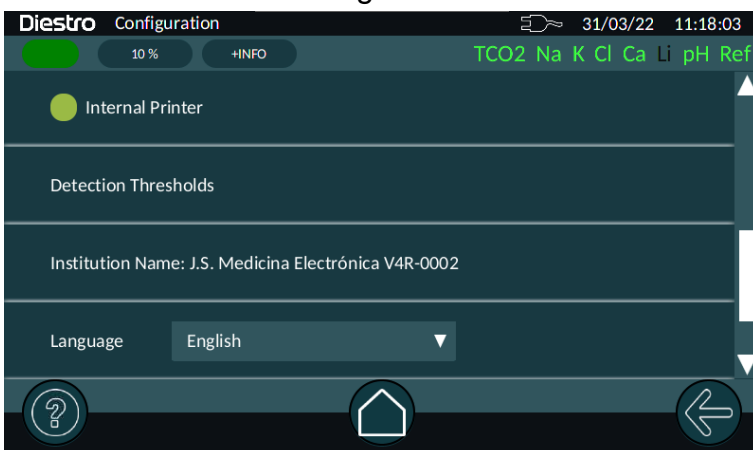 Diestro Configuration 31/03/22 11:18:03
10 % +INFO TCO2 Na K Cl Ca Li pH Ref
Internal Printer
Detection Thresholds
Institution Name: J.S. Medicina Electrónica V4R-0002
Language English
?